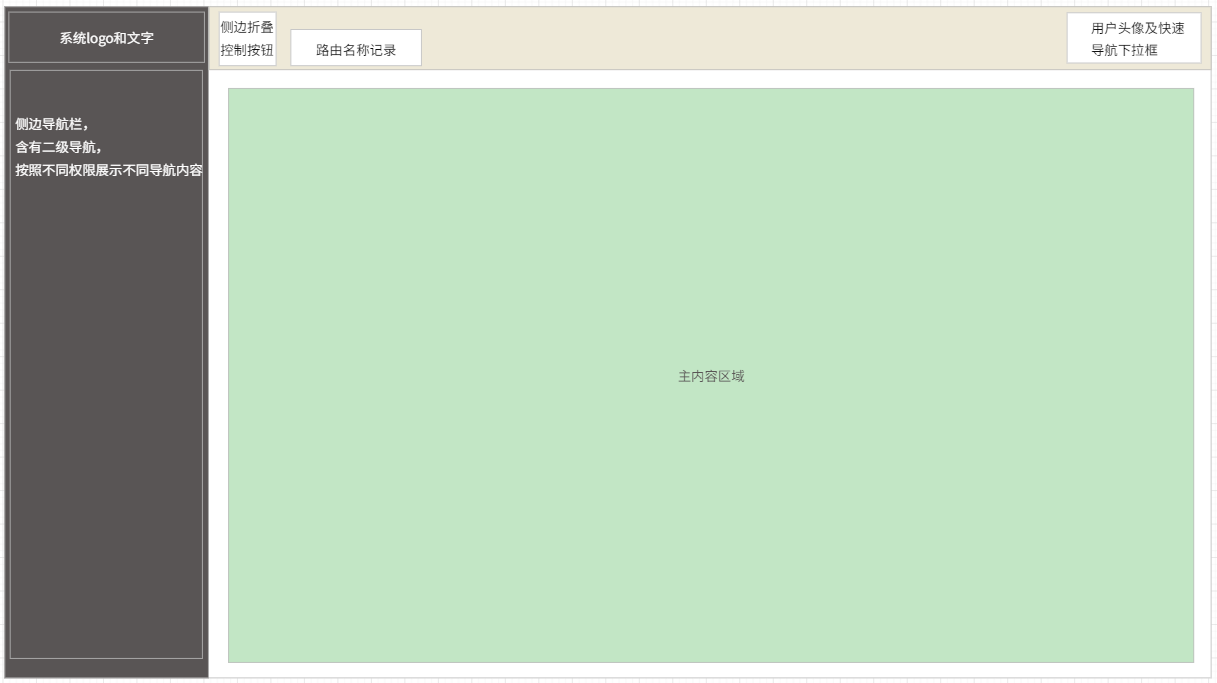 系统logo和文字
侧边折叠
控制按钮
路由名称记录
用户头像及快速
导航下拉框
侧边导航栏，
含有二级导航，
按照不同权限展示不同导航内容
主内容区域